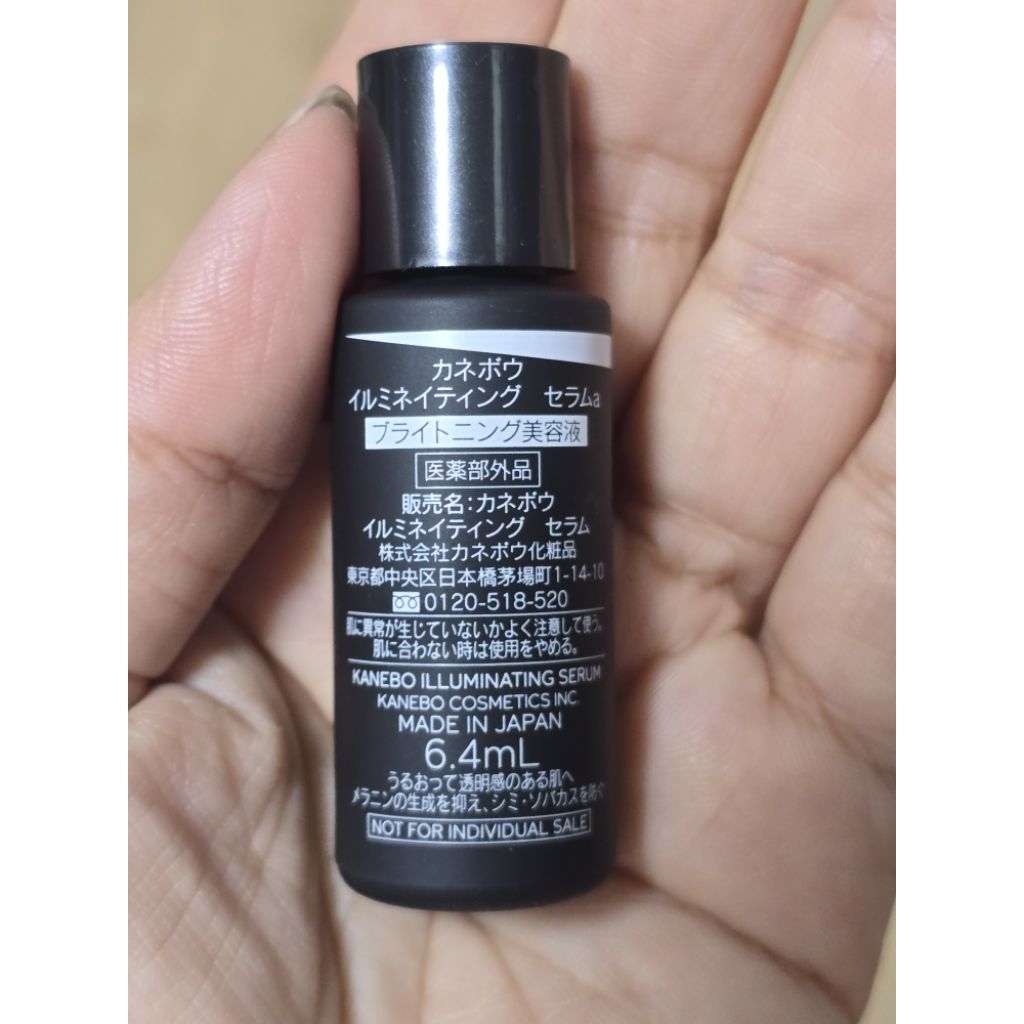 カネボウ
イルミネイティング　セラムa
ブライトニング美容液
医薬部外品
販売名：カネボウ
イルミネイティング　セラム
株式会社カネボウ化粧品
東京都中央区日本橋茅場町1-14-10
0120-518-520
肌に異常が生じていないかよく注意して使う。
肌に合わない時は使用をやめる。
KANEBO ILLUMINATING SERUM
KANEBO COSMETICS INC.
MADE IN JAPAN
6.4mL
うるおって透明感のある肌へ
メラニンの生成を抑え、シミ・ソバカスを防ぐ
NOT FOR INDIVIDUAL SALE